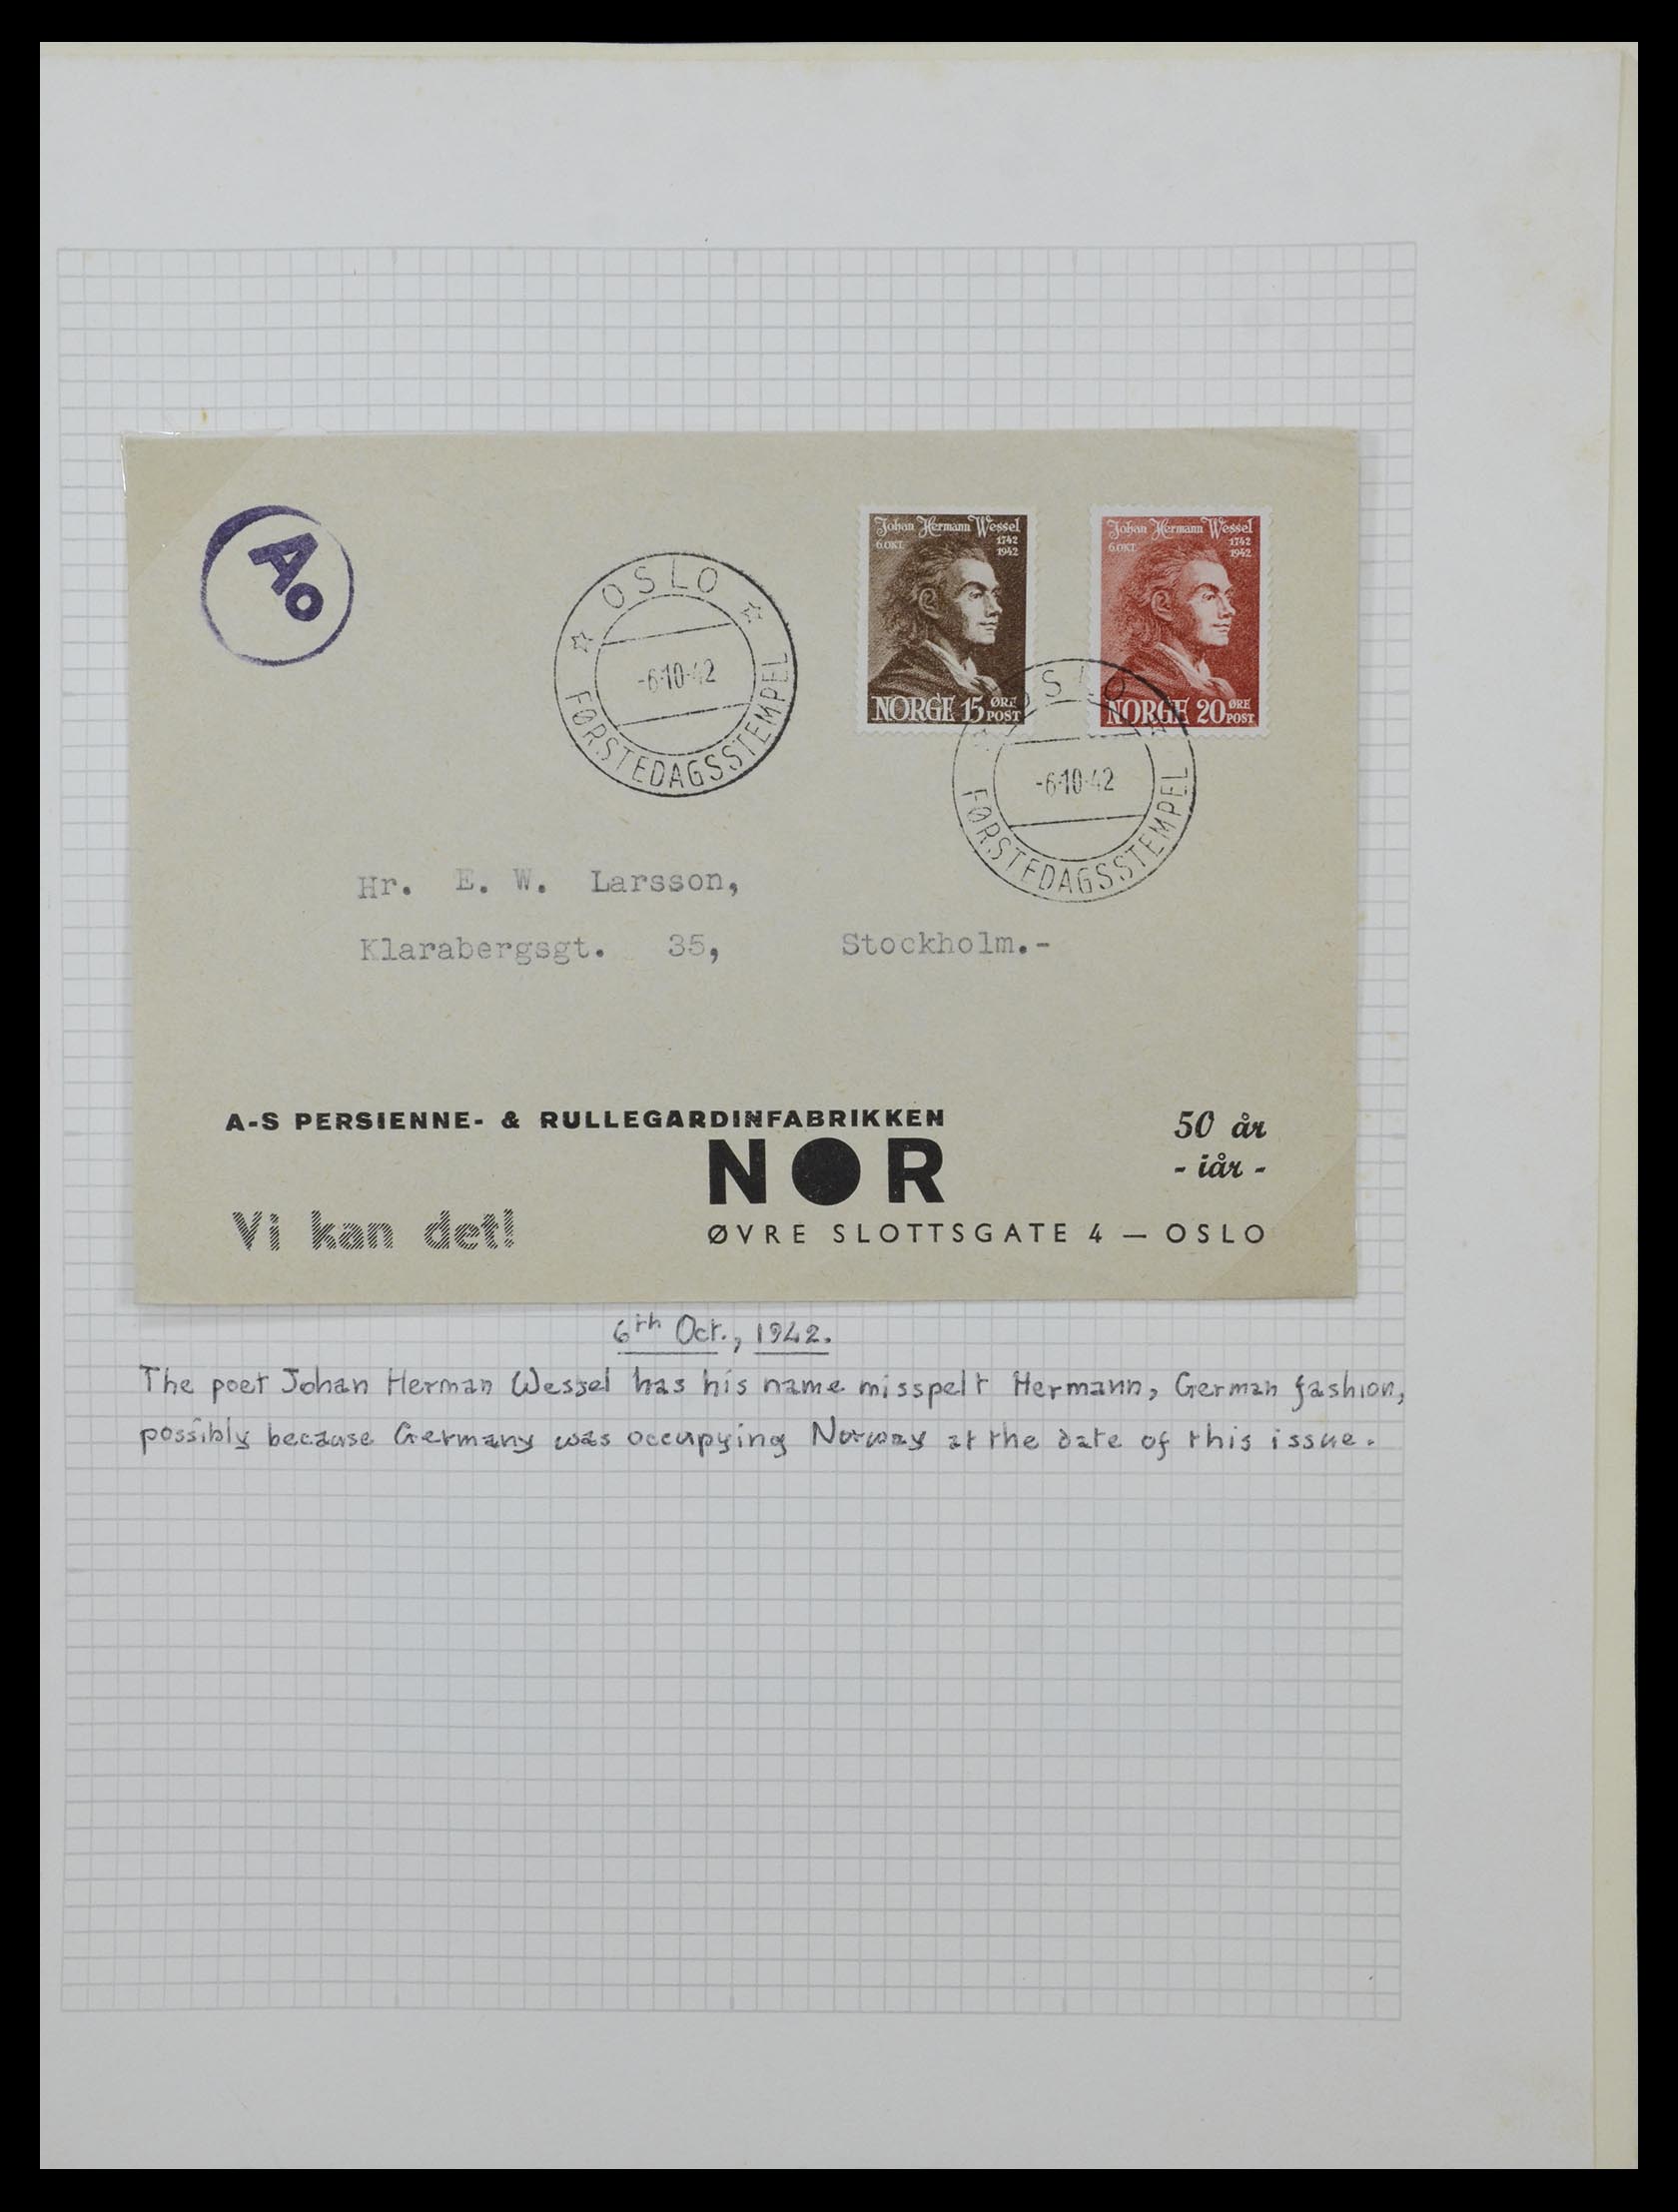 Ao
OSLO
-6·10·42
FØRSTEDAGSSTEMPEL
Johan Hermann Wessel
6.OKT. 1742
1942
NORGE 15 ØRE
POST
Johan Hermann Wessel
6.OKT. 1742
1942
NORGE 20 ØRE
POST
OSLO
-6·10·42
FØRSTEDAGSSTEMPEL
Hr. E. W. Larsson,
Klarabergsgt. 35, Stockholm.-
A-S PERSIENNE- & RULLEGARDINFABRIKKEN
NOR
50 år
- iår -
Vi kan det!
ØVRE SLOTTSGATE 4 — OSLO
6th Oct., 1942.
The poet Johan Herman Wessel has his name misspelt Hermann, German fashion,
possibly because Germany was occupying Norway at the date of this issue.